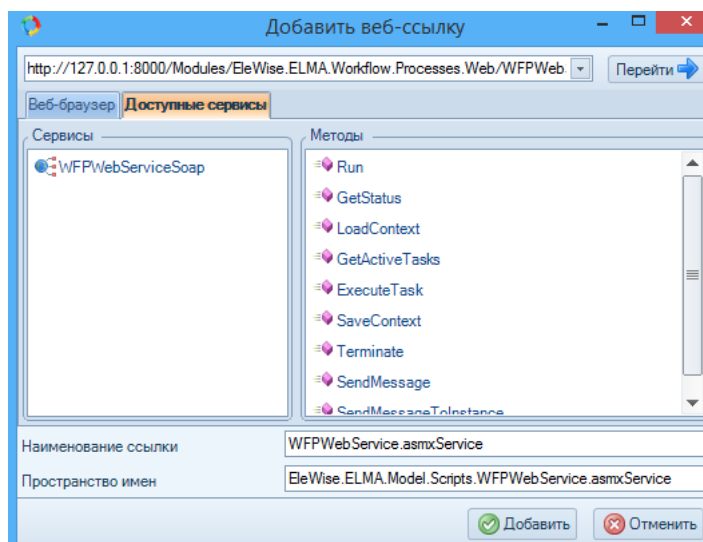 Добавить веб-ссылку
http://127.0.0.1:8000/Modules/EleWise.ELMA.Workflow.Processes.Web/WFPWeb Перейти
Веб-браузер Доступные сервисы
Сервисы Методы
WFPWebServiceSoap Run
GetStatus
LoadContext
GetActiveTasks
ExecuteTask
SaveContext
Terminate
SendMessage
SendMessageToInstance
Наименование ссылки WFPWebService.asmxService
Пространство имен EleWise.ELMA.Model.Scripts.WFPWebService.asmxService
Добавить Отменить